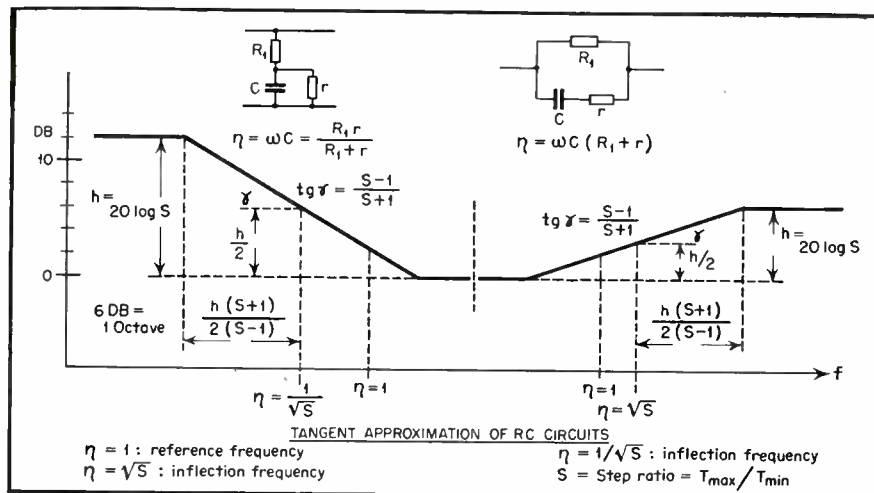 R₁
C
r
R₁
C
r
DB
10
0
η = ωC = R₁ r / R₁ + r
η = ωC (R₁ + r)
h = 20 log S
γ
tg γ = S−1 / S+1
h/2
tg γ = S−1 / S+1
γ
h/2
h = 20 log S
6 DB =
1 Octave
h (S+1) / 2 (S−1)
h (S+1) / 2 (S−1)
f
η = 1/√S
η = 1
η = 1
η = √S
TANGENT APPROXIMATION OF RC CIRCUITS
η = 1 : reference frequency
η = √S : inflection frequency
η = 1/√S : inflection frequency
S = Step ratio = Tmax / Tmin